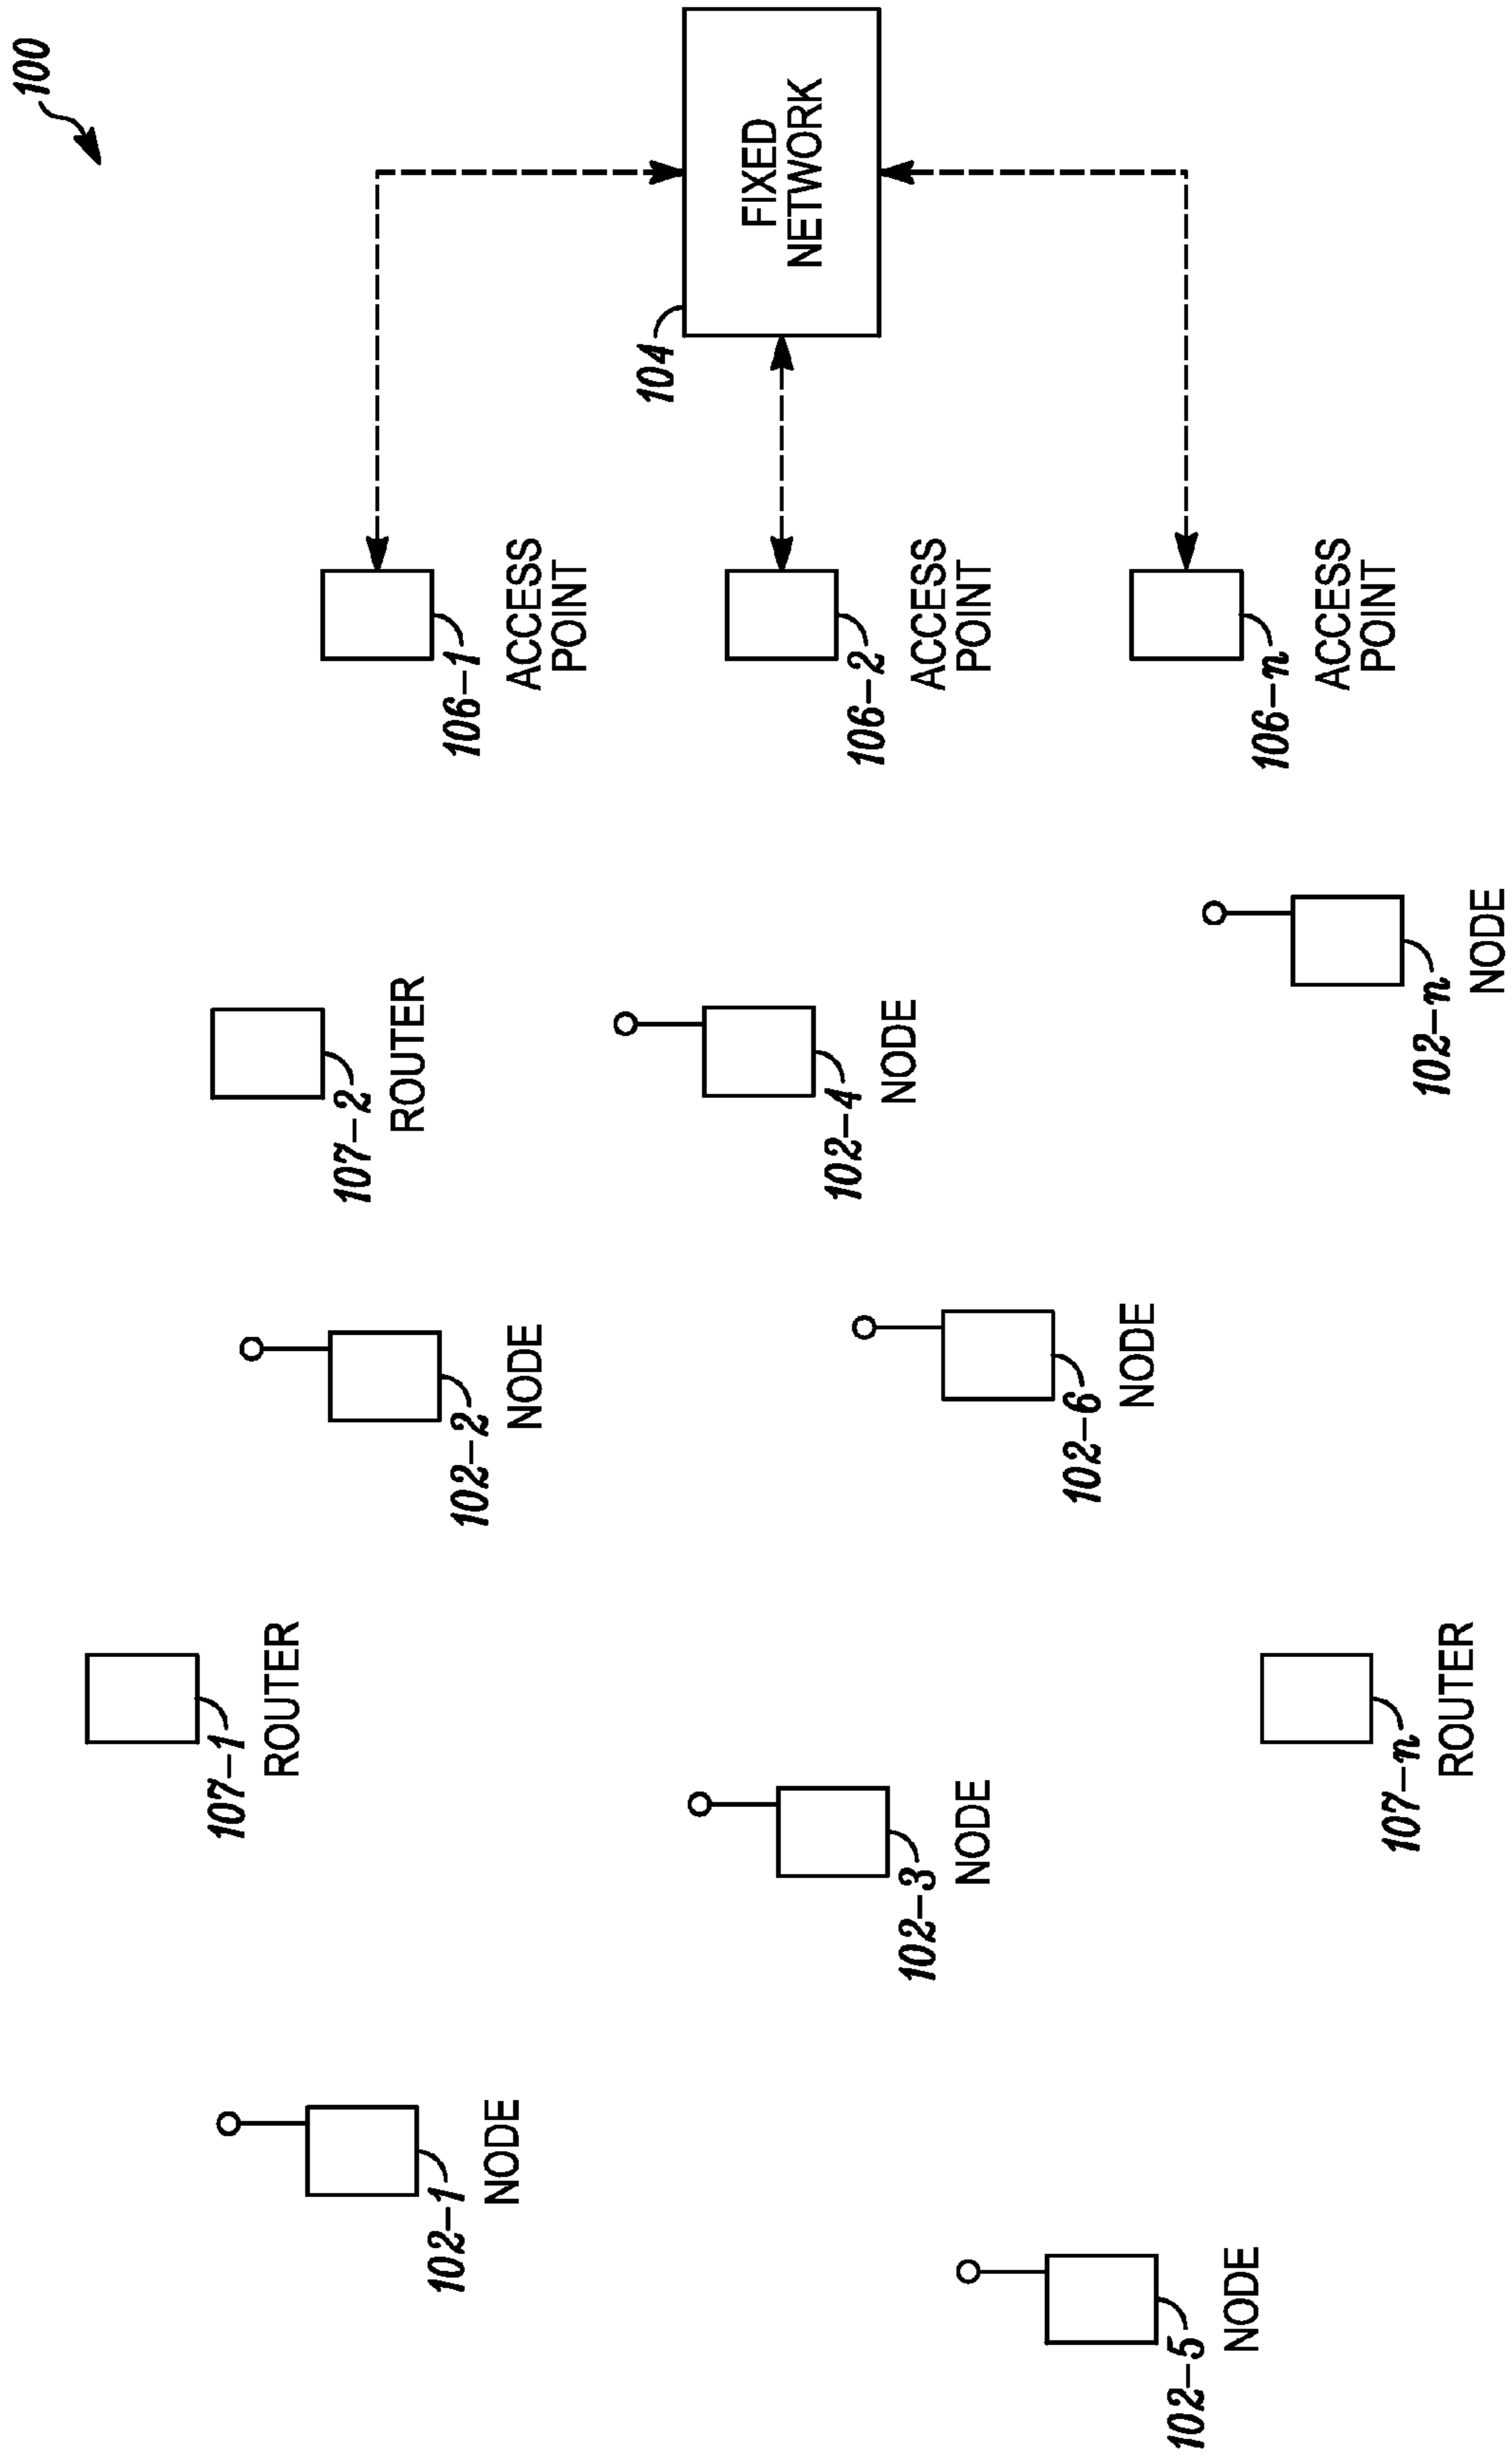 100
107-1
ROUTER
107-2
ROUTER
102-1
NODE
102-2
NODE
106-1
ACCESS
POINT
104
FIXED
NETWORK
102-3
NODE
102-4
NODE
106-2
ACCESS
POINT
102-5
NODE
102-6
NODE
106-n
ACCESS
POINT
107-n
ROUTER
102-n
NODE